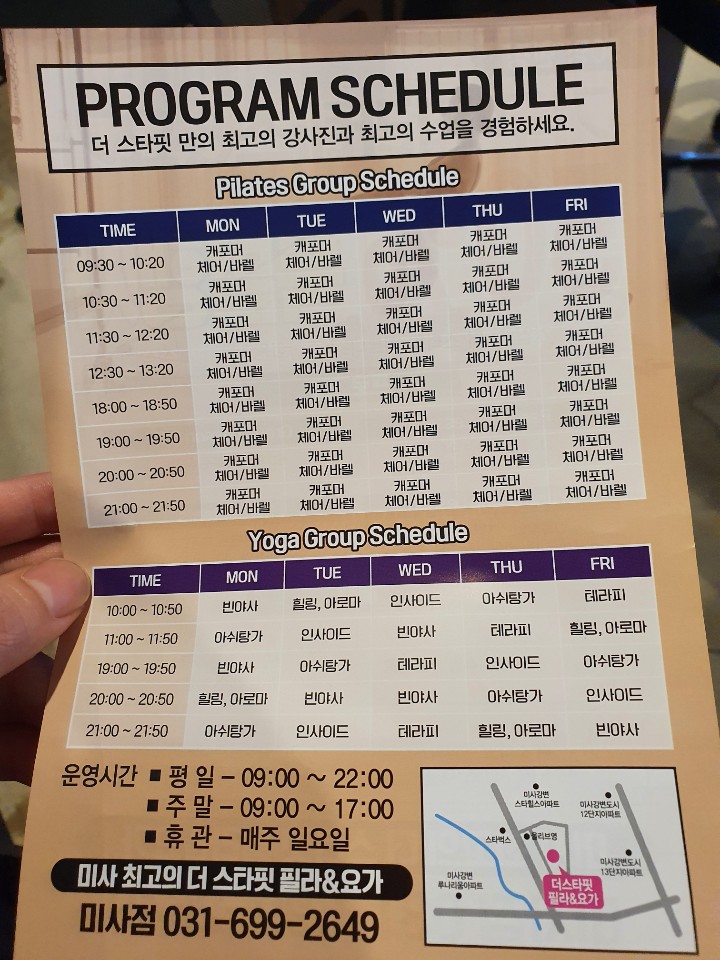 PROGRAM SCHEDULE
더 스타핏 만의 최고의 강사진과 최고의 수업을 경험하세요.
Pilates Group Schedule
TIME MON TUE WED THU FRI
09:30 ~ 10:20 캐포머 캐포머 캐포머 캐포머 캐포머
체어/바렐 체어/바렐 체어/바렐 체어/바렐 체어/바렐
10:30 ~ 11:20 캐포머 캐포머 캐포머 캐포머 캐포머
체어/바렐 체어/바렐 체어/바렐 체어/바렐 체어/바렐
11:30 ~ 12:20 캐포머 캐포머 캐포머 캐포머 캐포머
체어/바렐 체어/바렐 체어/바렐 체어/바렐 체어/바렐
12:30 ~ 13:20 캐포머 캐포머 캐포머 캐포머 캐포머
체어/바렐 체어/바렐 체어/바렐 체어/바렐 체어/바렐
18:00 ~ 18:50 캐포머 캐포머 캐포머 캐포머 캐포머
체어/바렐 체어/바렐 체어/바렐 체어/바렐 체어/바렐
19:00 ~ 19:50 캐포머 캐포머 캐포머 캐포머 캐포머
체어/바렐 체어/바렐 체어/바렐 체어/바렐 체어/바렐
20:00 ~ 20:50 캐포머 캐포머 캐포머 캐포머 캐포머
체어/바렐 체어/바렐 체어/바렐 체어/바렐 체어/바렐
21:00 ~ 21:50 캐포머 캐포머 캐포머 캐포머 캐포머
체어/바렐 체어/바렐 체어/바렐 체어/바렐 체어/바렐
Yoga Group Schedule
TIME MON TUE WED THU FRI
10:00 ~ 10:50 빈야사 힐링, 아로마 인사이드 아쉬탕가 테라피
11:00 ~ 11:50 아쉬탕가 인사이드 빈야사 테라피 힐링, 아로마
19:00 ~ 19:50 빈야사 아쉬탕가 테라피 인사이드 아쉬탕가
20:00 ~ 20:50 힐링, 아로마 빈야사 빈야사 아쉬탕가 인사이드
21:00 ~ 21:50 아쉬탕가 인사이드 테라피 힐링, 아로마 빈야사
운영시간 ■ 평 일 – 09:00 ~ 22:00
■ 주 말 – 09:00 ~ 17:00
■ 휴 관 – 매주 일요일
미사 최고의 더 스타핏 필라&요가
미사점 031-699-2649
미사강변
스타힐스아파트
미사강변도시
12단지아파트
스타벅스
올리브영
미사강변도시
13단지아파트
미사강변
루나리움아파트
더스타핏
필라&요가